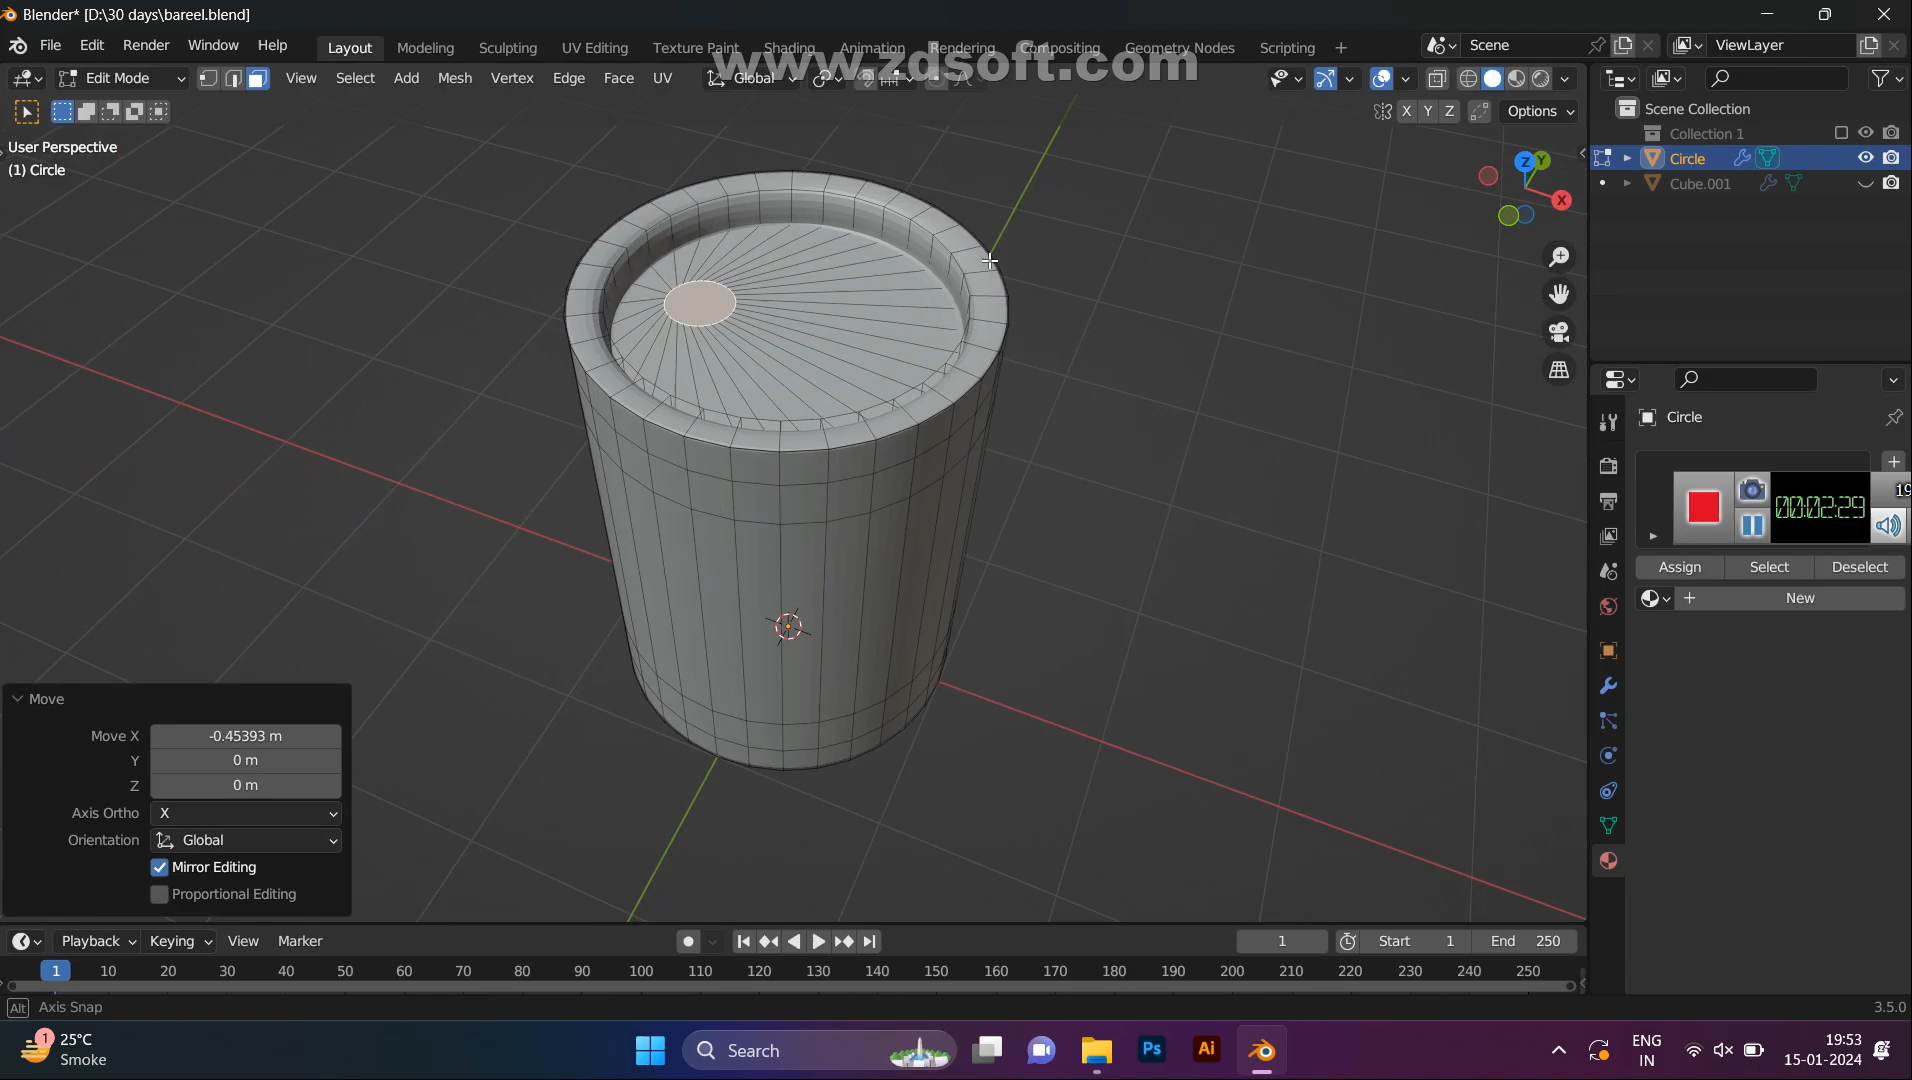 Blender* [D:\30 days\bareel.blend]
File Edit Render Window Help Layout Modeling Sculpting UV Editing Texture Paint Shading Animation Rendering Compositing Geometry Nodes Scripting + Scene ViewLayer
www.zdsoft.com
Edit Mode View Select Add Mesh Vertex Edge Face UV Global
X Y Z Options
User Perspective
(1) Circle
Z Y X
Scene Collection
Collection 1
Circle
Cube.001
Circle
19
00:02:29
Assign Select Deselect
New
Move
Move X -0.45393 m
Y 0 m
Z 0 m
Axis Ortho X
Orientation Global
Mirror Editing
Proportional Editing
Playback Keying View Marker 1 Start 1 End 250
1 10 20 30 40 50 60 70 80 90 100 110 120 130 140 150 160 170 180 190 200 210 220 230 240 250
Alt Axis Snap 3.5.0
1 25°C
Smoke
Search
Ps Ai
ENG
IN
19:53
15-01-2024